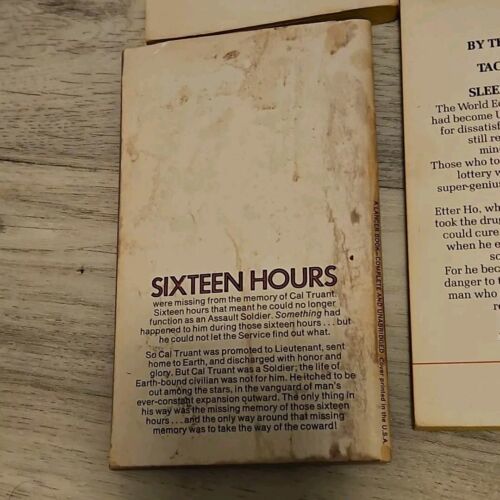 SIXTEEN HOURS
were missing from the memory of Cal Truant.
Sixteen hours that meant he could no longer
function as an Assault Soldier. Something had
happened to him during those sixteen hours . . . but
he could not let the Service find out what.
So Cal Truant was promoted to Lieutenant, sent
home to Earth, and discharged with honor and
glory. But Cal Truant was a Soldier; the life of
Earth-bound civilian was not for him. He itched to be
out among the stars, in the vanguard of man's
ever-constant expansion outward. The only thing in
his way was the missing memory of those sixteen
hours . . . and the only way around that missing
memory was to take the way of the coward!
A LANCER BOOK—COMPLETE AND UNABRIDGED—Cover printed in the U.S.A.
BY
SLEE
The World
had become
for dissatisf
still re
min
Those who to
lottery w
super-genius
Etter Ho, wh
took the drug
could cure
when he e
so
For he be
danger to t
man who
re